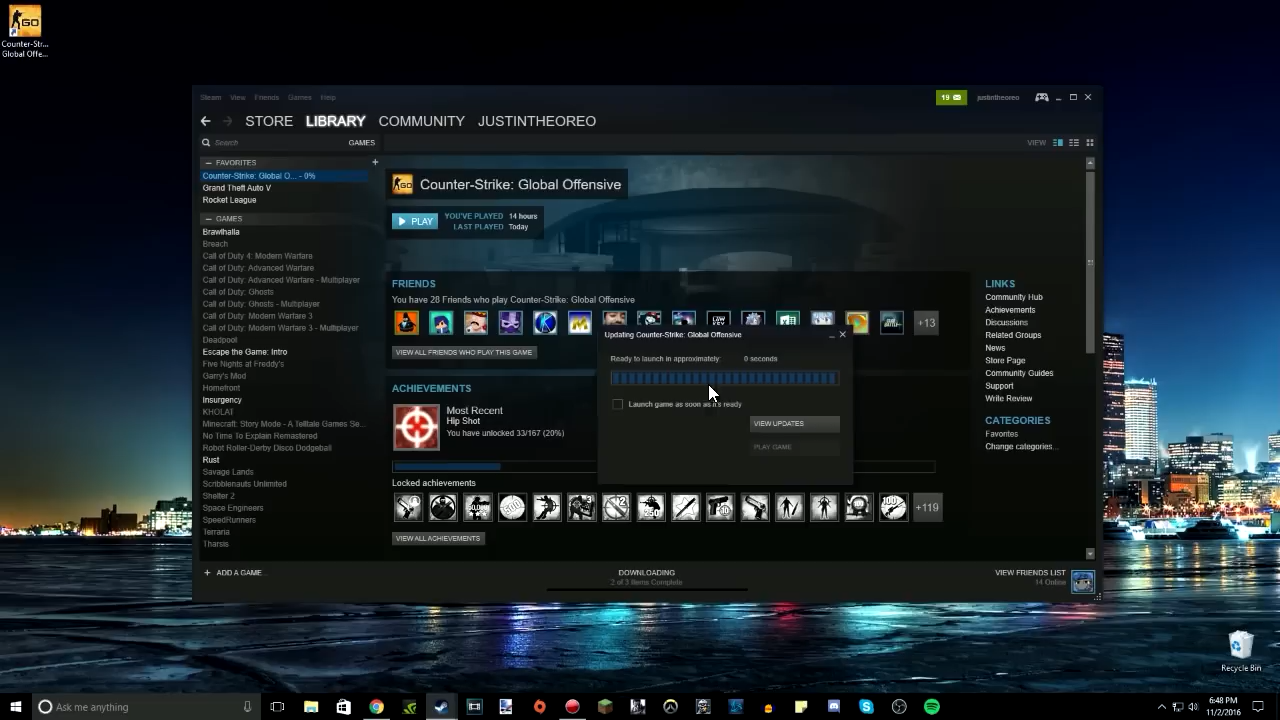 Counter-Str...
Global Offe...
Steam View Friends Games Help
19
justintheoreo
STORE LIBRARY COMMUNITY JUSTINTHEOREO
Search
GAMES
VIEW
— FAVORITES
+
Counter-Strike: Global O... - 0%
Grand Theft Auto V
Rocket League
— GAMES
Brawlhalla
Breach
Call of Duty 4: Modern Warfare
Call of Duty: Advanced Warfare
Call of Duty: Advanced Warfare - Multiplayer
Call of Duty: Ghosts
Call of Duty: Ghosts - Multiplayer
Call of Duty: Modern Warfare 3
Call of Duty: Modern Warfare 3 - Multiplayer
Deadpool
Escape the Game: Intro
Five Nights at Freddy's
Garry's Mod
Homefront
Insurgency
KHOLAT
Minecraft: Story Mode - A Telltale Games Se...
No Time To Explain Remastered
Robot Roller-Derby Disco Dodgeball
Rust
Savage Lands
Scribblenauts Unlimited
Shelter 2
Space Engineers
SpeedRunners
Terraria
Tharsis
+ ADD A GAME...
Counter-Strike: Global Offensive
PLAY
YOU'VE PLAYED 14 hours
LAST PLAYED Today
FRIENDS
You have 28 Friends who play Counter-Strike: Global Offensive
+13
VIEW ALL FRIENDS WHO PLAY THIS GAME
ACHIEVEMENTS
Most Recent
Hip Shot
You have unlocked 33/167 (20%)
Locked achievements
+119
VIEW ALL ACHIEVEMENTS
Updating Counter-Strike: Global Offensive
Ready to launch in approximately: 0 seconds
Launch game as soon as it's ready
VIEW UPDATES
PLAY GAME
LINKS
Community Hub
Achievements
Discussions
Related Groups
News
Store Page
Community Guides
Support
Write Review
CATEGORIES
Favorites
Change categories...
DOWNLOADING
2 of 3 Items Complete
VIEW FRIENDS LIST
14 Online
Recycle Bin
Ask me anything
6:48 PM
11/2/2016